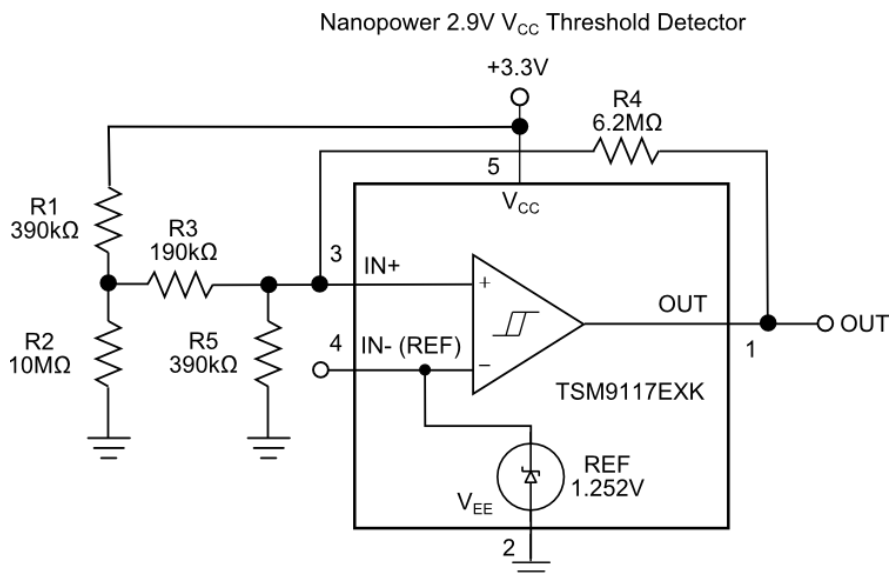 Nanopower 2.9V VCC Threshold Detector
+3.3V
R4
6.2MΩ
5
VCC
R1
390kΩ
R3
190kΩ
3
IN+
+
OUT
OUT
1
R2
10MΩ
R5
390kΩ
4
IN- (REF)
−
TSM9117EXK
REF
1.252V
VEE
2